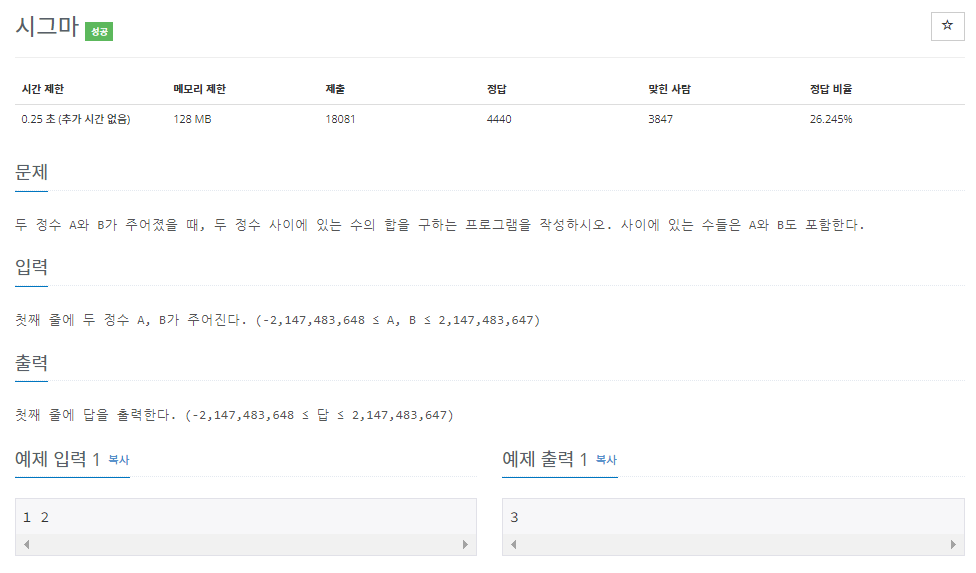 시그마 성공
☆
시간 제한 메모리 제한 제출 정답 맞힌 사람 정답 비율
0.25 초 (추가 시간 없음) 128 MB 18081 4440 3847 26.245%
문제
두 정수 A와 B가 주어졌을 때, 두 정수 사이에 있는 수의 합을 구하는 프로그램을 작성하시오. 사이에 있는 수들은 A와 B도 포함한다.
입력
첫째 줄에 두 정수 A, B가 주어진다. (-2,147,483,648 ≤ A, B ≤ 2,147,483,647)
출력
첫째 줄에 답을 출력한다. (-2,147,483,648 ≤ 답 ≤ 2,147,483,647)
예제 입력 1 복사
1 2
예제 출력 1 복사
3